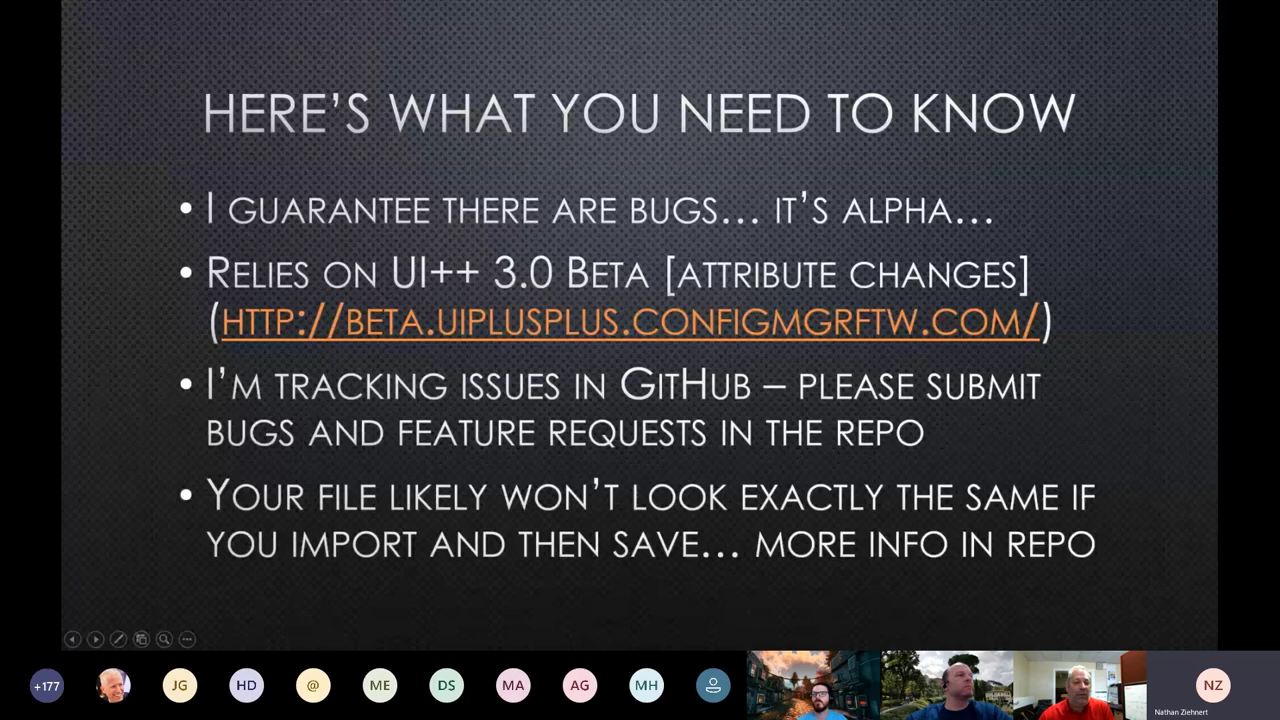 HERE'S WHAT YOU NEED TO KNOW
• I GUARANTEE THERE ARE BUGS... IT'S ALPHA...
• RELIES ON UI++ 3.0 BETA [ATTRIBUTE CHANGES]
(HTTP://BETA.UIPLUSPLUS.CONFIGMGRFTW.COM/)
• I'M TRACKING ISSUES IN GITHUB – PLEASE SUBMIT
BUGS AND FEATURE REQUESTS IN THE REPO
• YOUR FILE LIKELY WON'T LOOK EXACTLY THE SAME IF
YOU IMPORT AND THEN SAVE... MORE INFO IN REPO
+177 JG HD @ ME DS MA AG MH NZ
Nathan Ziehnert